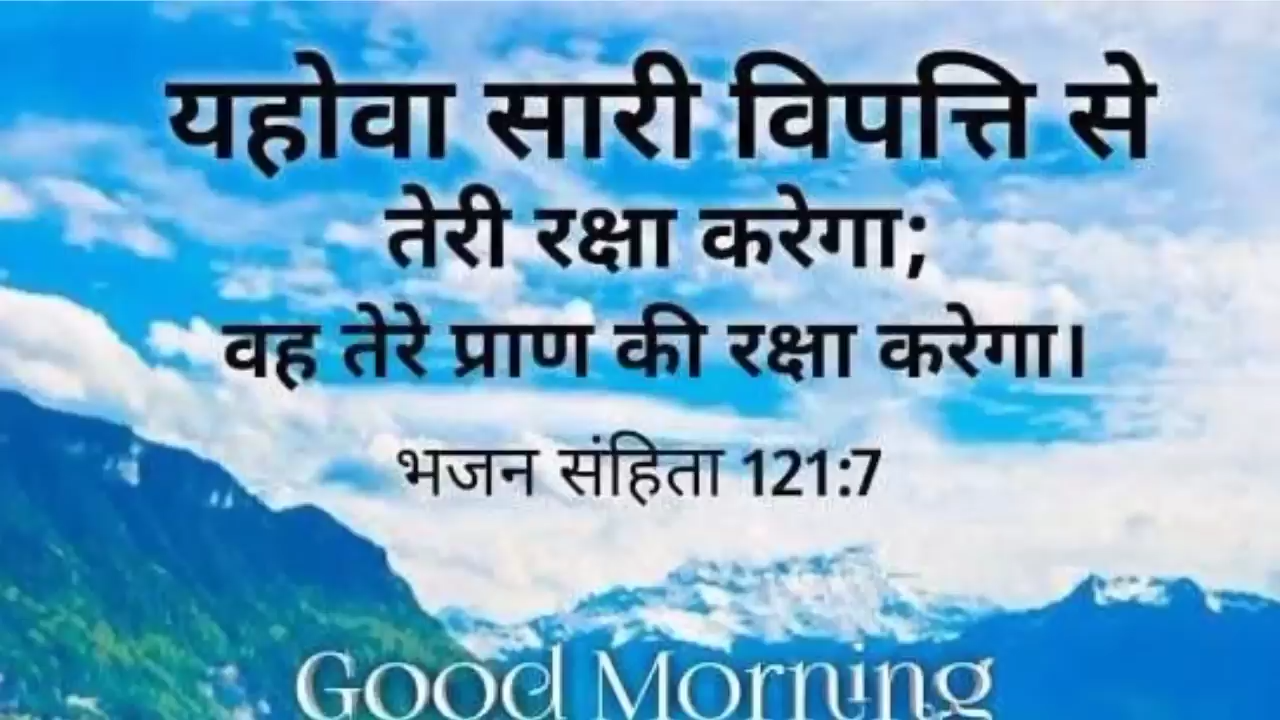 यहोवा सारी विपत्ति से
तेरी रक्षा करेगा;
वह तेरे प्राण की रक्षा करेगा।
भजन संहिता 121:7
Good Morning